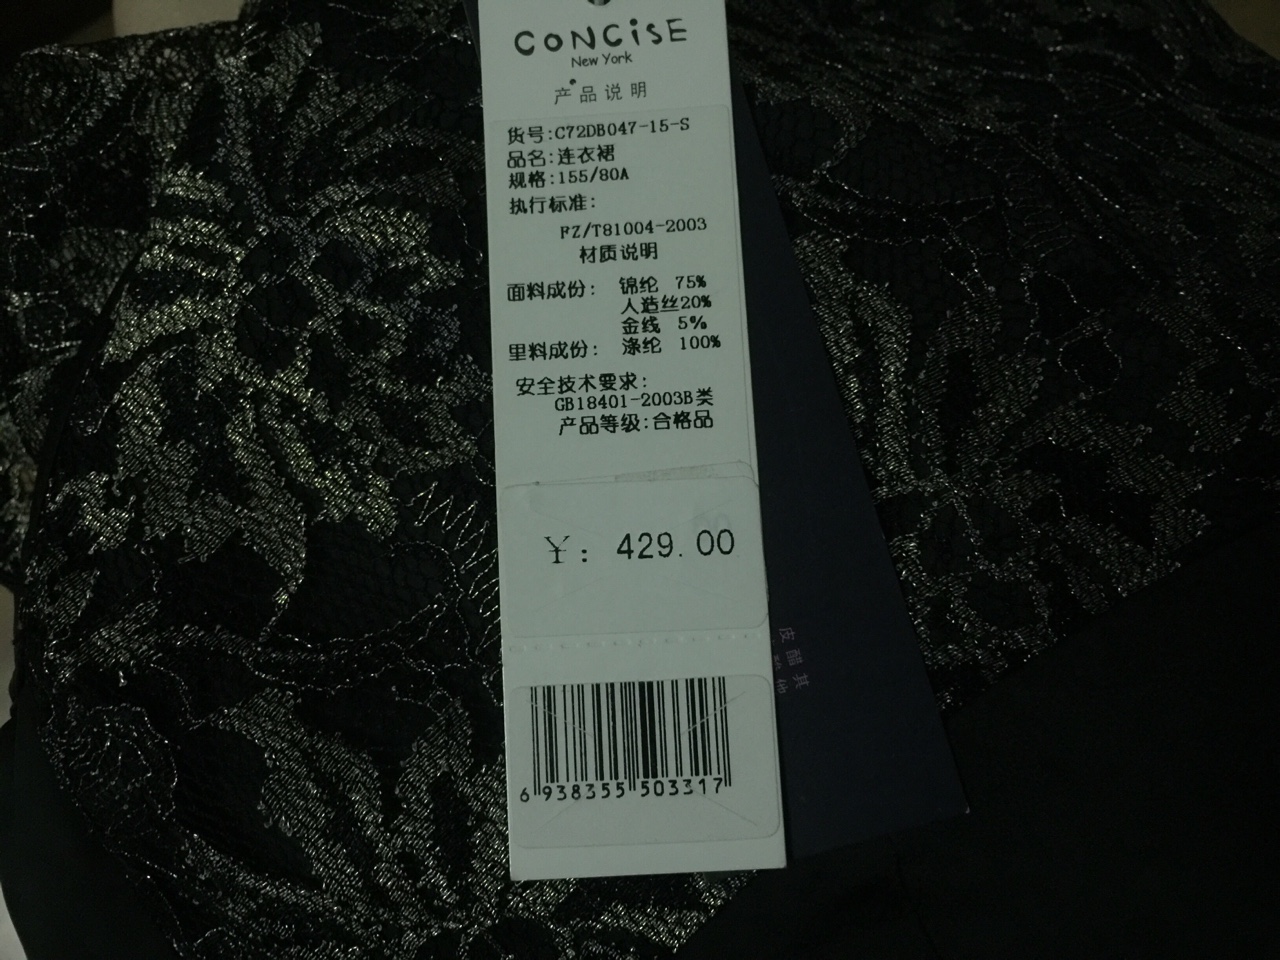 CONCiSE
New York
产品说明
货号:C72DB047-15-S
品名:连衣裙
规格:155/80A
执行标准:
FZ/T81004-2003
材质说明
面料成份: 锦纶 75%
人造丝20%
金线 5%
里料成份: 涤纶 100%
安全技术要求:
GB18401-2003B类
产品等级:合格品
¥: 429.00
6 938355 503317